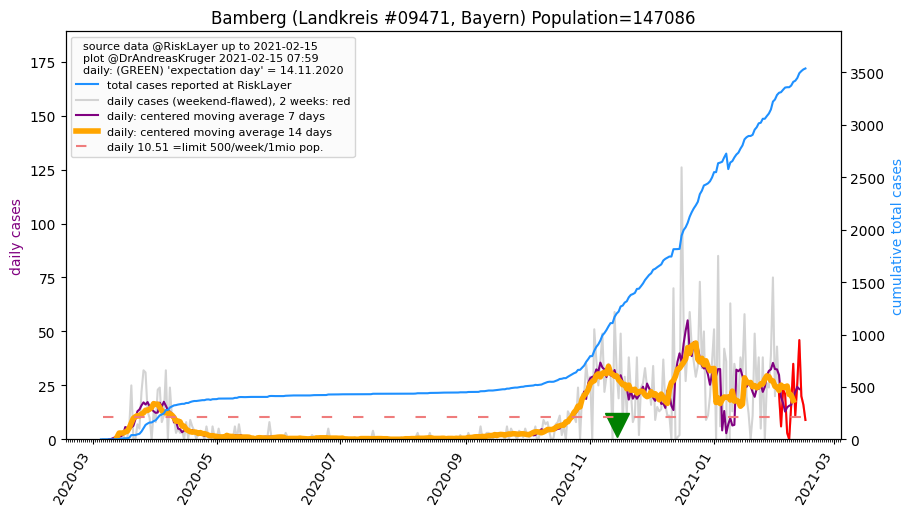 Bamberg (Landkreis #09471, Bayern) Population=147086
source data @RiskLayer up to 2021-02-15
plot @DrAndreasKruger 2021-02-15 07:59
daily: (GREEN) 'expectation day' = 14.11.2020
total cases reported at RiskLayer
daily cases (weekend-flawed), 2 weeks: red
daily: centered moving average 7 days
daily: centered moving average 14 days
daily 10.51 =limit 500/week/1mio pop.
daily cases
175
150
125
100
75
50
25
0
cumulative total cases
3500
3000
2500
2000
1500
1000
500
0
2020-03
2020-05
2020-07
2020-09
2020-11
2021-01
2021-03